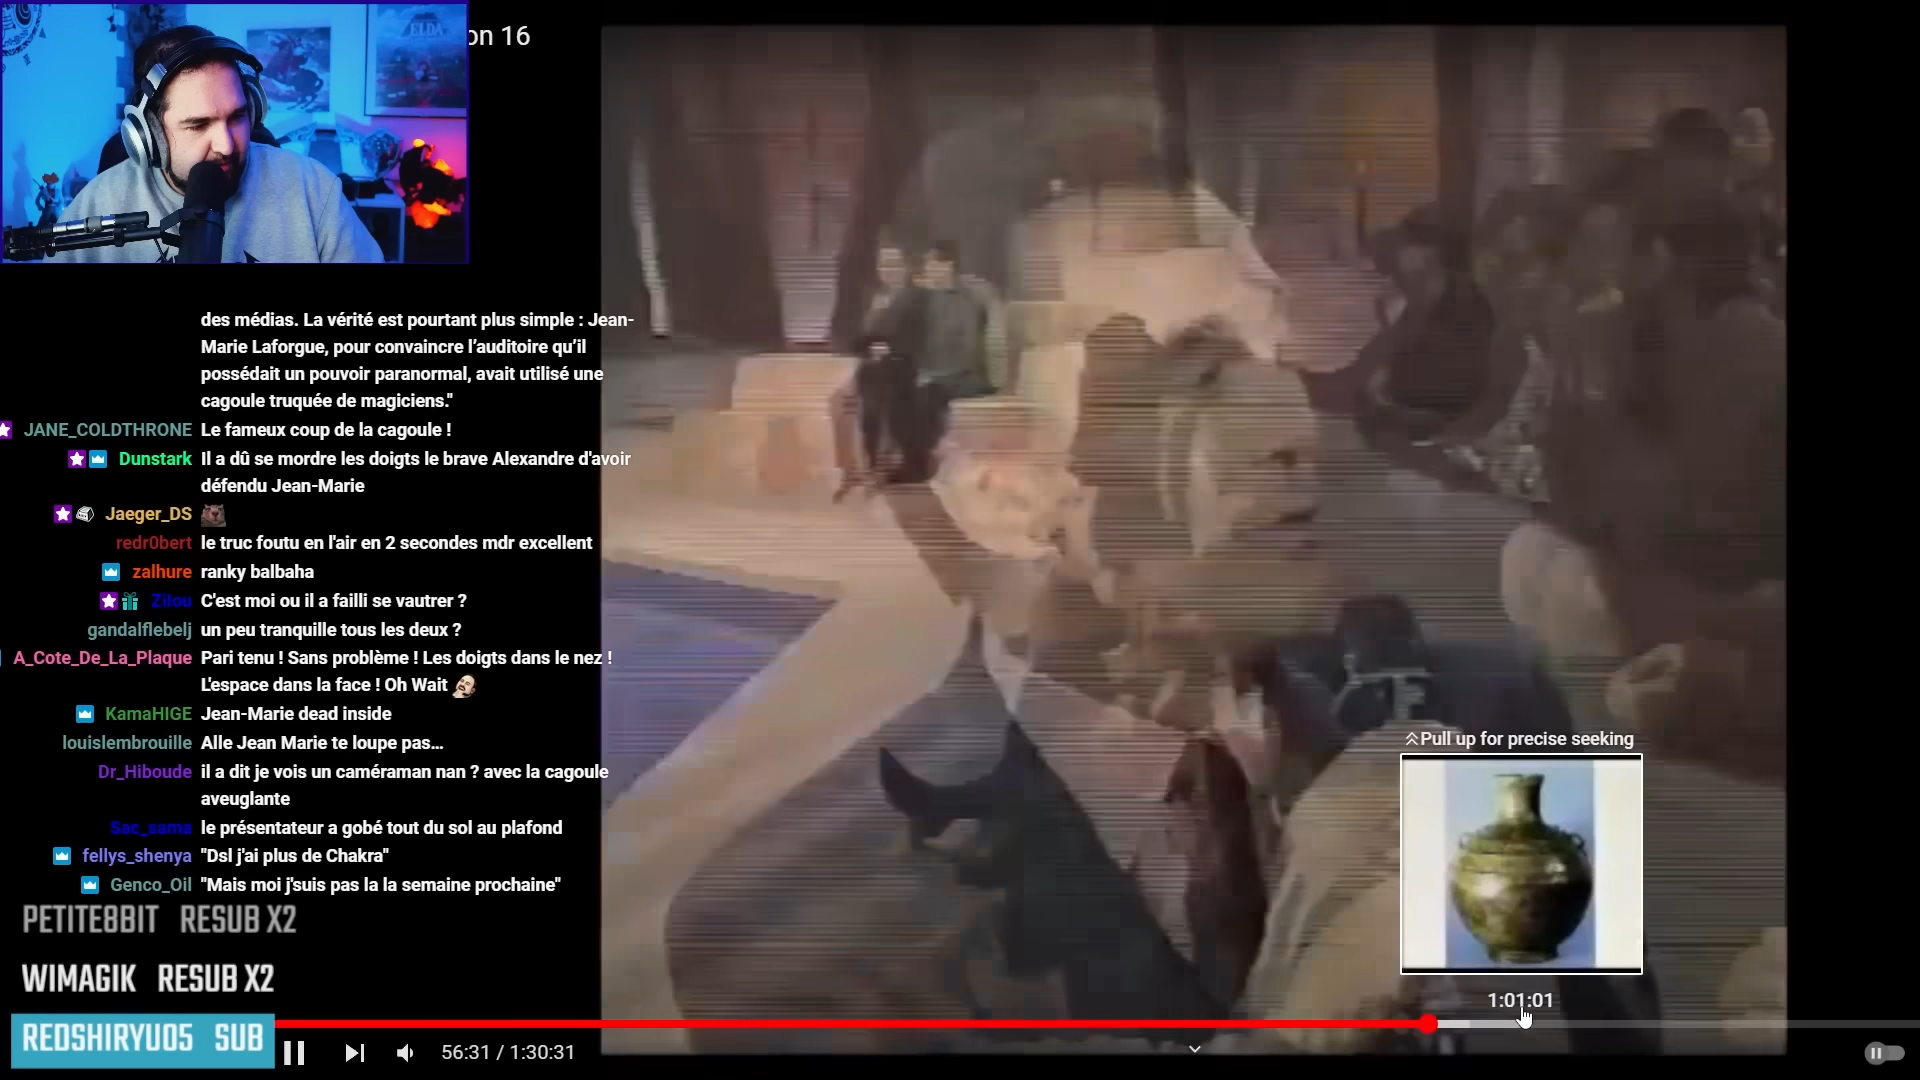 on 16
ELDA
des médias. La vérité est pourtant plus simple : Jean-
Marie Laforgue, pour convaincre l’auditoire qu’il
possédait un pouvoir paranormal, avait utilisé une
cagoule truquée de magiciens."
JANE_COLDTHRONE Le fameux coup de la cagoule !
Dunstark Il a dû se mordre les doigts le brave Alexandre d'avoir
défendu Jean-Marie
Jaeger_DS
redr0bert le truc foutu en l'air en 2 secondes mdr excellent
zalhure ranky balbaha
Zilou C'est moi ou il a failli se vautrer ?
gandalflebelj un peu tranquille tous les deux ?
A_Cote_De_La_Plaque Pari tenu ! Sans problème ! Les doigts dans le nez !
L'espace dans la face ! Oh Wait
KamaHIGE Jean-Marie dead inside
louislembrouille Alle Jean Marie te loupe pas...
Dr_Hiboude il a dit je vois un caméraman nan ? avec la cagoule
aveuglante
Sac_sama le présentateur a gobé tout du sol au plafond
fellys_shenya "Dsl j'ai plus de Chakra"
Genco_Oil "Mais moi j'suis pas la la semaine prochaine"
Pull up for precise seeking
1:01:01
PETITE8BIT RESUB X2
WIMAGIK RESUB X2
REDSHIRYU05 SUB
56:31 / 1:30:31